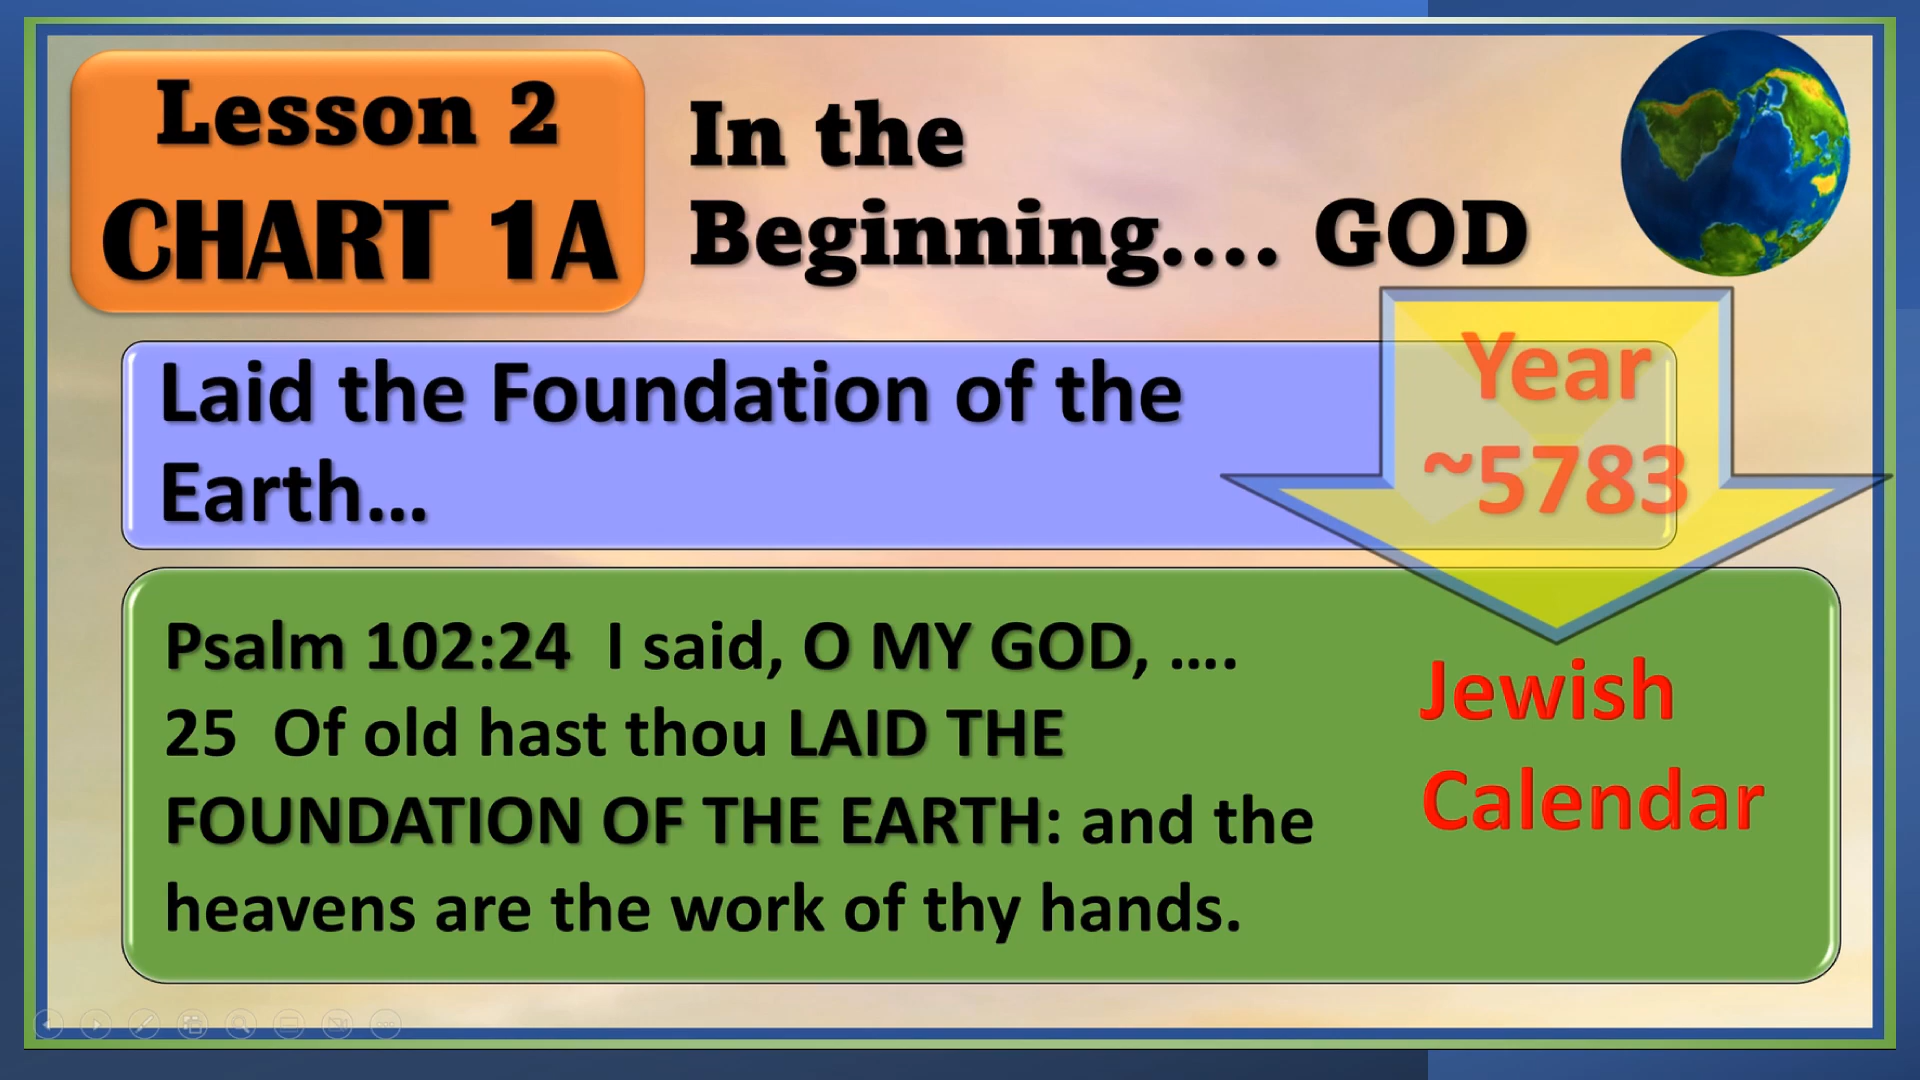 Lesson 2
CHART 1A
In the
Beginning.... GOD
Laid the Foundation of the
Earth...
Year
~5783
Psalm 102:24  I said, O MY GOD, ....
25  Of old hast thou LAID THE
FOUNDATION OF THE EARTH: and the
heavens are the work of thy hands.
Jewish
Calendar